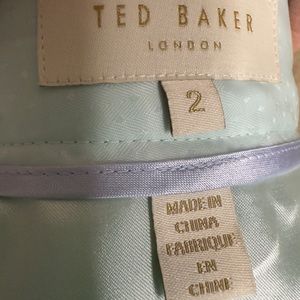 TED BAKER
LONDON
2
MADE IN
CHINA
FABRIQUE
EN
CHINE